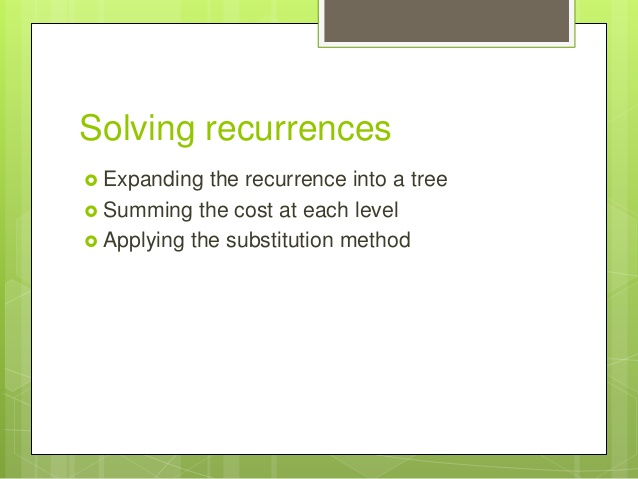 Solving recurrences
Expanding the recurrence into a tree
Summing the cost at each level
Applying the substitution method